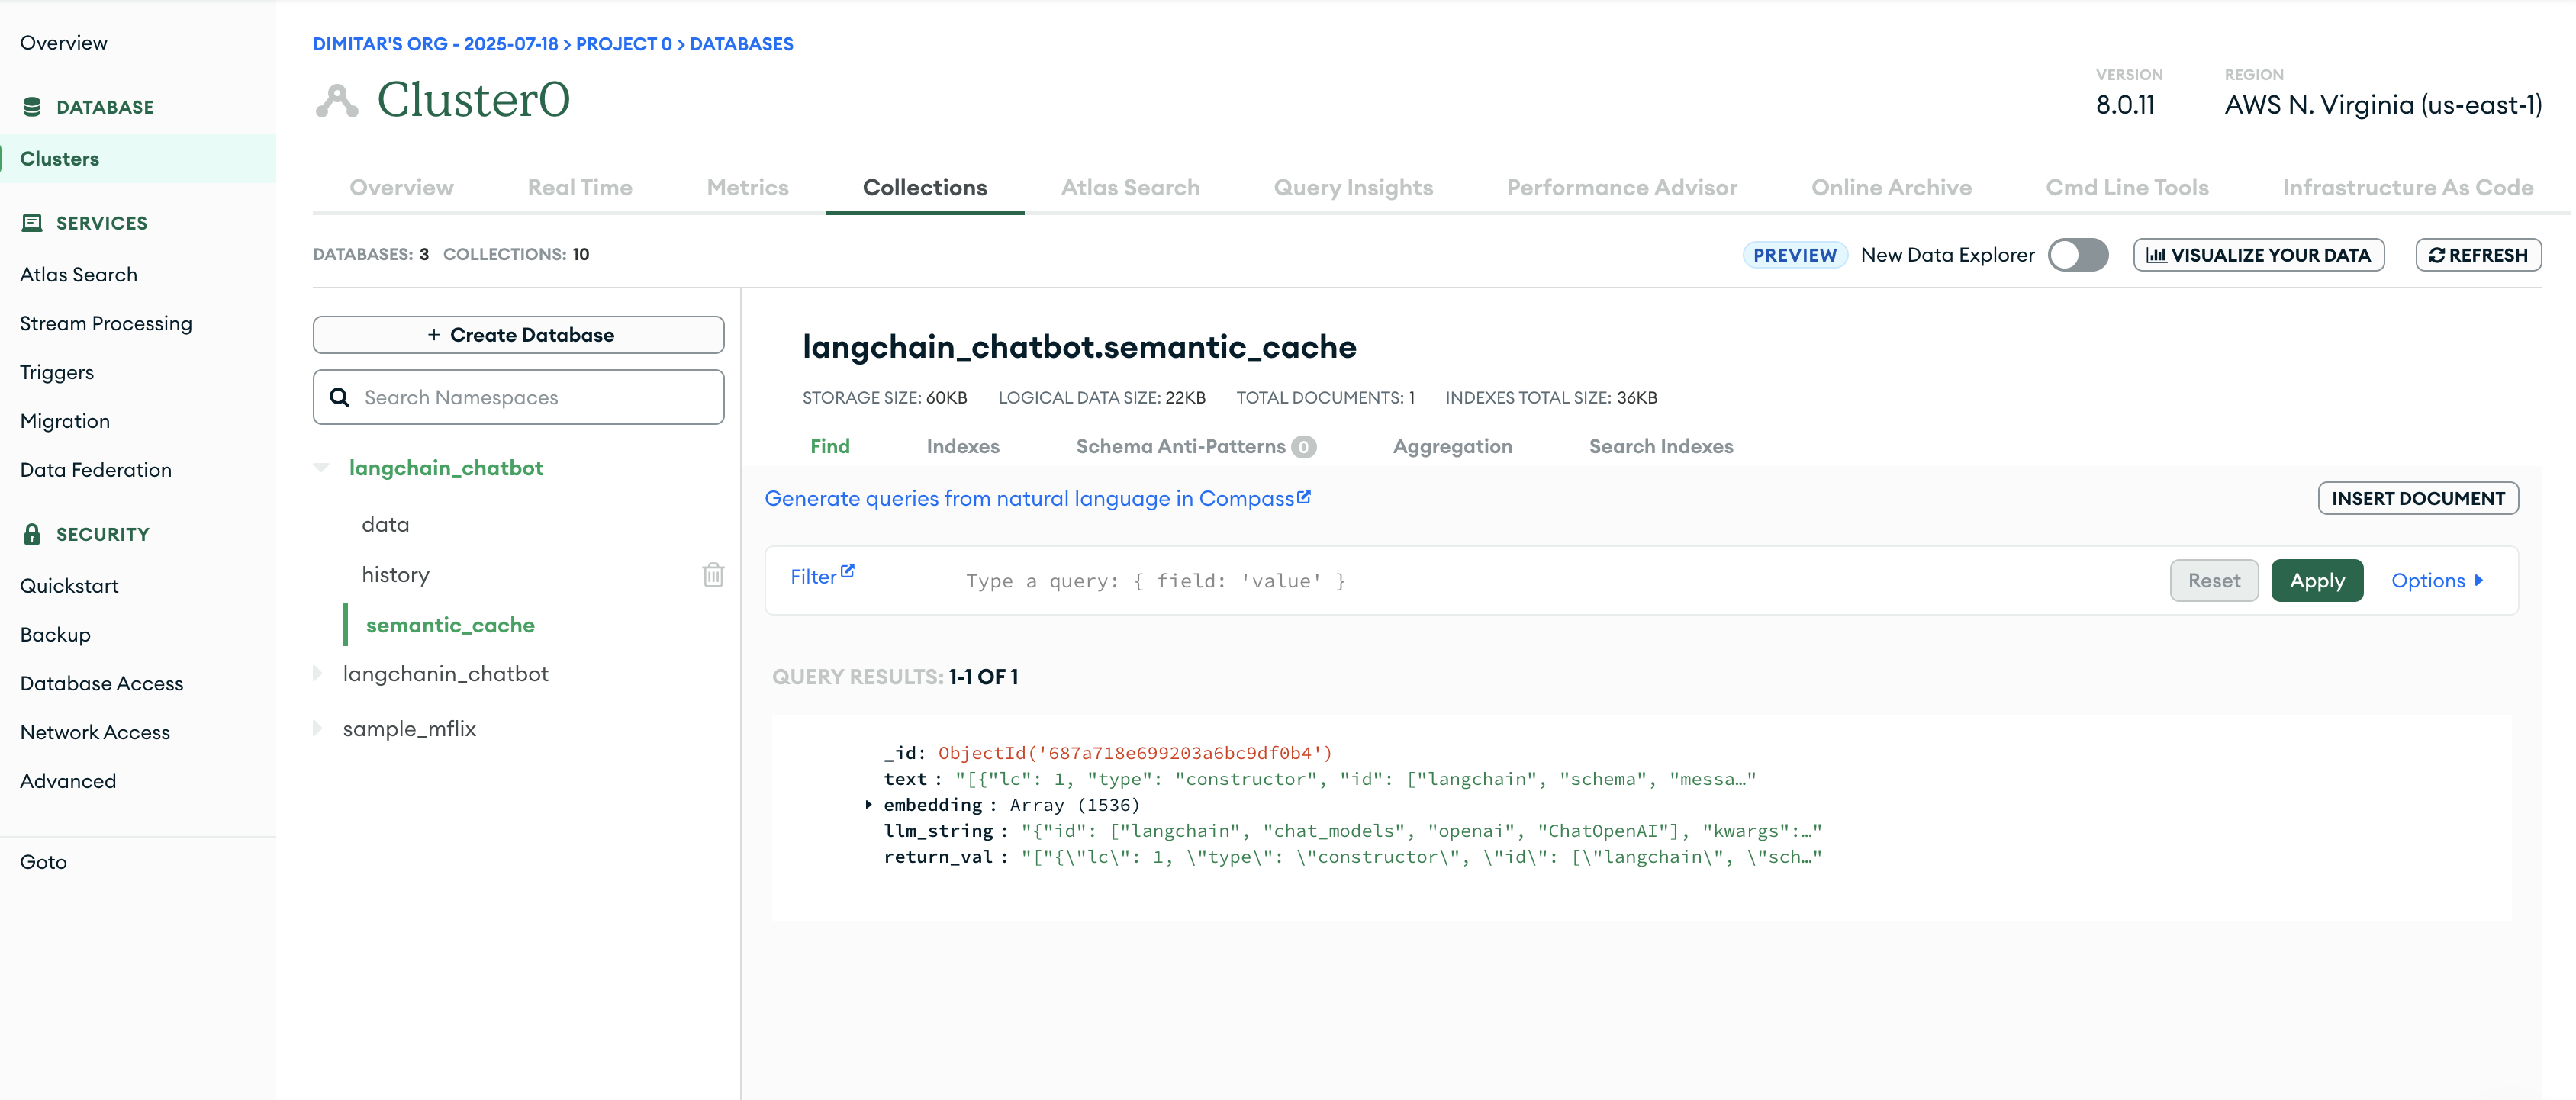 Overview
DATABASE
Clusters
SERVICES
Atlas Search
Stream Processing
Triggers
Migration
Data Federation
SECURITY
Quickstart
Backup
Database Access
Network Access
Advanced
Goto
DIMITAR'S ORG - 2025-07-18 > PROJECT 0 > DATABASES
Cluster0
VERSION
8.0.11
REGION
AWS N. Virginia (us-east-1)
Overview Real Time Metrics Collections Atlas Search Query Insights Performance Advisor Online Archive Cmd Line Tools Infrastructure As Code
DATABASES: 3 COLLECTIONS: 10
PREVIEW New Data Explorer VISUALIZE YOUR DATA REFRESH
+ Create Database
Search Namespaces
langchain_chatbot
data
history
semantic_cache
langchanin_chatbot
sample_mflix
langchain_chatbot.semantic_cache
STORAGE SIZE: 60KB LOGICAL DATA SIZE: 22KB TOTAL DOCUMENTS: 1 INDEXES TOTAL SIZE: 36KB
Find Indexes Schema Anti-Patterns 0 Aggregation Search Indexes
Generate queries from natural language in Compass
INSERT DOCUMENT
Filter Type a query: { field: 'value' } Reset Apply Options
QUERY RESULTS: 1-1 OF 1
_id: ObjectId('687a718e699203a6bc9df0b4')
text : "[{"lc": 1, "type": "constructor", "id": ["langchain", "schema", "messa…"
embedding : Array (1536)
llm_string : "{"id": ["langchain", "chat_models", "openai", "ChatOpenAI"], "kwargs":…"
return_val : "["{\"lc\": 1, \"type\": \"constructor\", \"id\": [\"langchain\", \"sch…"